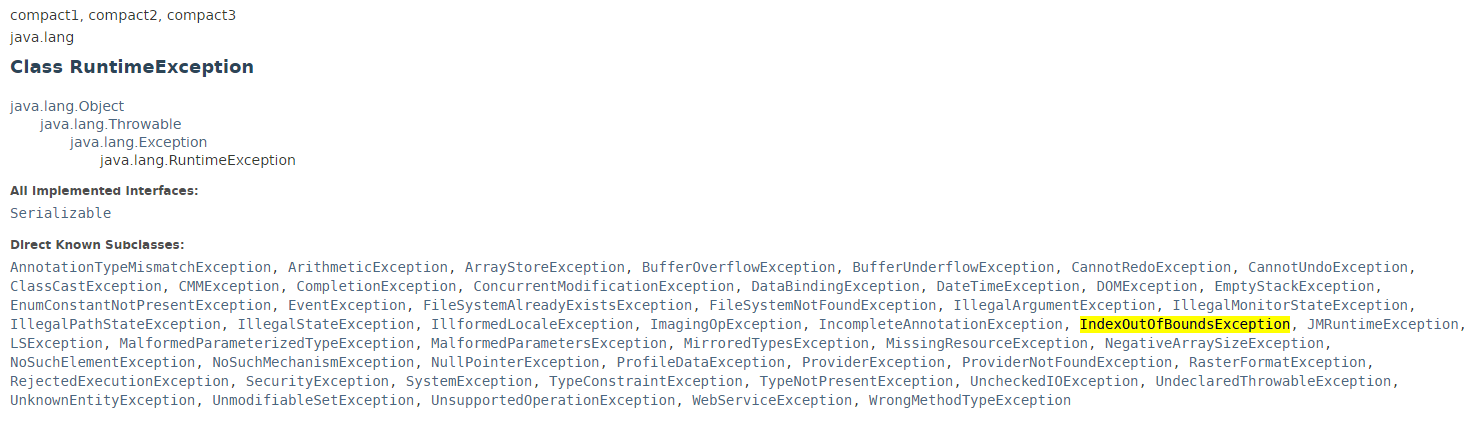 compact1, compact2, compact3
java.lang
Class RuntimeException
java.lang.Object
java.lang.Throwable
java.lang.Exception
java.lang.RuntimeException
All Implemented Interfaces:
Serializable
Direct Known Subclasses:
AnnotationTypeMismatchException, ArithmeticException, ArrayStoreException, BufferOverflowException, BufferUnderflowException, CannotRedoException, CannotUndoException,
ClassCastException, CMMException, CompletionException, ConcurrentModificationException, DataBindingException, DateTimeException, DOMException, EmptyStackException,
EnumConstantNotPresentException, EventException, FileSystemAlreadyExistsException, FileSystemNotFoundException, IllegalArgumentException, IllegalMonitorStateException,
IllegalPathStateException, IllegalStateException, IllformedLocaleException, ImagingOpException, IncompleteAnnotationException, IndexOutOfBoundsException, JMRuntimeException,
LSException, MalformedParameterizedTypeException, MalformedParametersException, MirroredTypesException, MissingResourceException, NegativeArraySizeException,
NoSuchElementException, NoSuchMechanismException, NullPointerException, ProfileDataException, ProviderException, ProviderNotFoundException, RasterFormatException,
RejectedExecutionException, SecurityException, SystemException, TypeConstraintException, TypeNotPresentException, UncheckedIOException, UndeclaredThrowableException,
UnknownEntityException, UnmodifiableSetException, UnsupportedOperationException, WebServiceException, WrongMethodTypeException